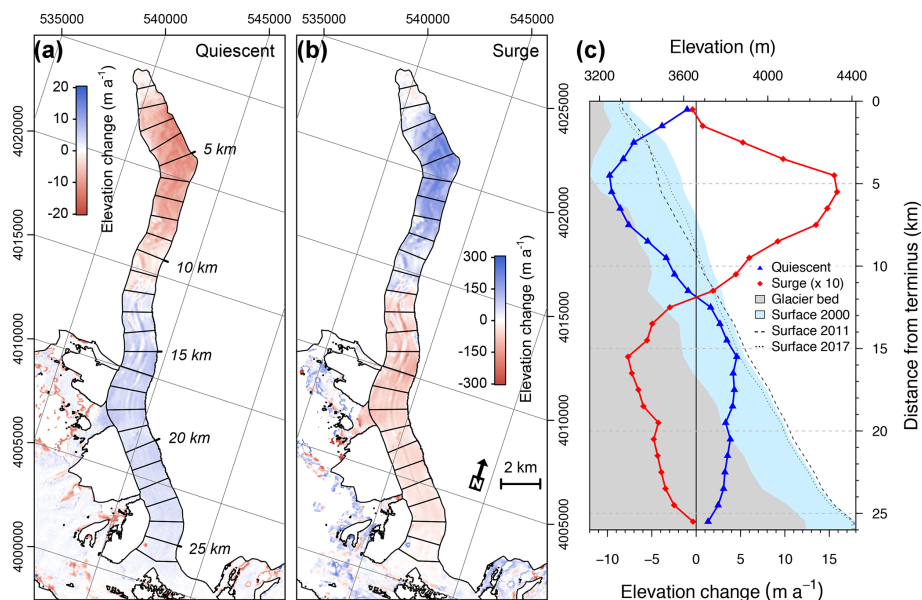 535000 540000 545000
540000 545000
(a) Quiescent
(b) Surge
(c)
Elevation (m)
3200 3600 4000 4400
20
10
0
-10
-20
Elevation change (m a⁻¹)
5 km
10 km
15 km
20 km
25 km
4020000
4015000
4010000
4005000
4000000
300
150
0
-150
-300
Elevation change (m a⁻¹)
N
2 km
4025000
4020000
4015000
4010000
4005000
Quiescent
Surge (x 10)
Glacier bed
Surface 2000
Surface 2011
Surface 2017
0
5
10
15
20
25
Distance from terminus (km)
−10 −5 0 5 10 15
Elevation change (m a⁻¹)